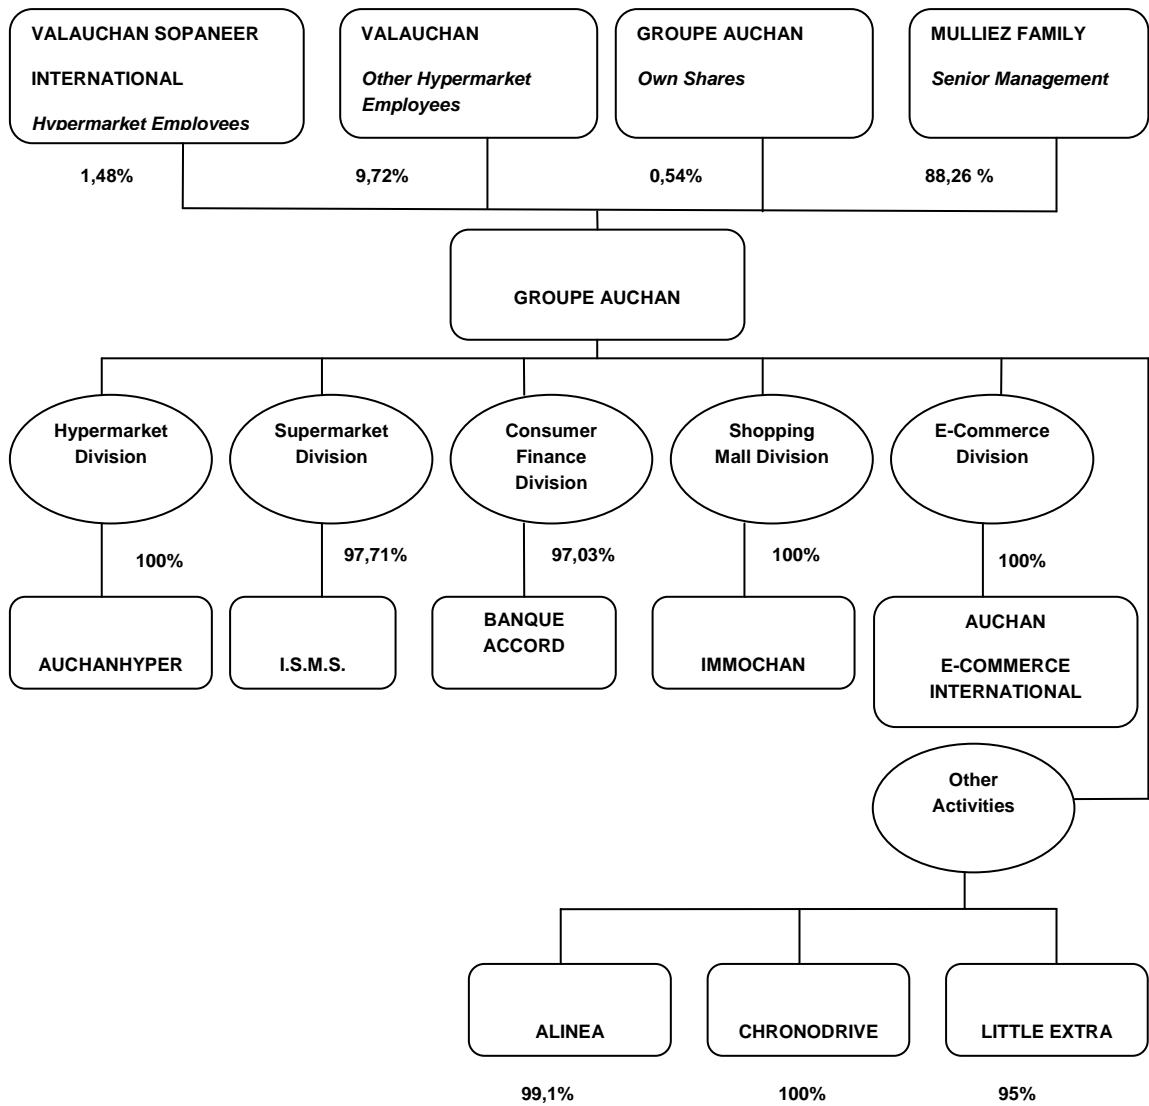 VALAUCHAN SOPANEER
INTERNATIONAL
Hypermarket Employees
VALAUCHAN
Other Hypermarket
Employees
GROUPE AUCHAN
Own Shares
MULLIEZ FAMILY
Senior Management
1,48%
9,72%
0,54%
88,26 %
GROUPE AUCHAN
Hypermarket
Division
Supermarket
Division
Consumer
Finance
Division
Shopping
Mall Division
E-Commerce
Division
100%
97,71%
97,03%
100%
100%
AUCHANHYPER
I.S.M.S.
BANQUE
ACCORD
IMMOCHAN
AUCHAN
E-COMMERCE
INTERNATIONAL
Other
Activities
ALINEA
CHRONODRIVE
LITTLE EXTRA
99,1%
100%
95%